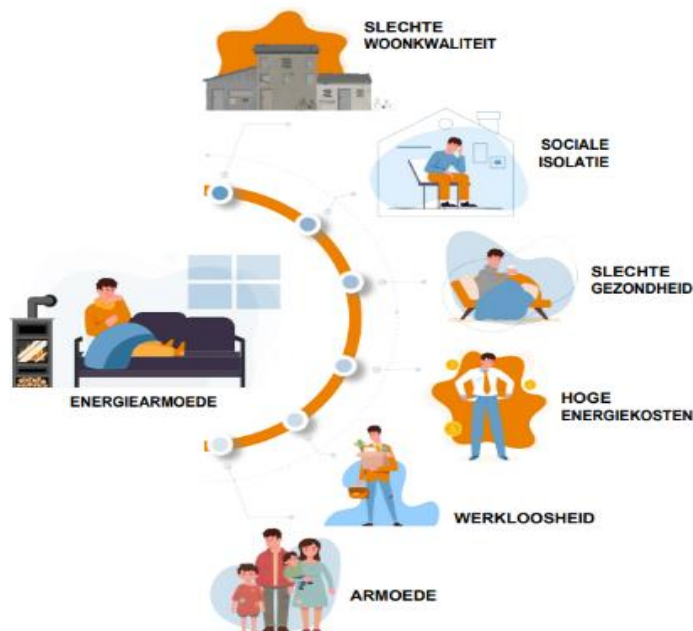 SLECHTE
WOONKWALITEIT
SOCIALE
ISOLATIE
SLECHTE
GEZONDHEID
ENERGIEARMOEDE
HOGE
ENERGIEKOSTEN
WERKLOOSHEID
ARMOEDE